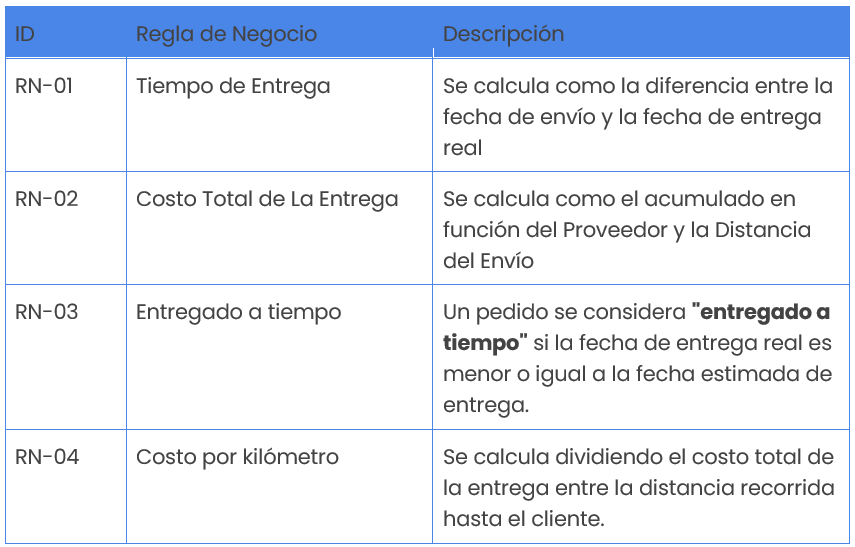 ID Regla de Negocio Descripción
RN-01 Tiempo de Entrega Se calcula como la diferencia entre la
fecha de envío y la fecha de entrega
real
RN-02 Costo Total de La Entrega Se calcula como el acumulado en
función del Proveedor y la Distancia
del Envío
RN-03 Entregado a tiempo Un pedido se considera "entregado a
tiempo" si la fecha de entrega real es
menor o igual a la fecha estimada de
entrega.
RN-04 Costo por kilómetro Se calcula dividiendo el costo total de
la entrega entre la distancia recorrida
hasta el cliente.